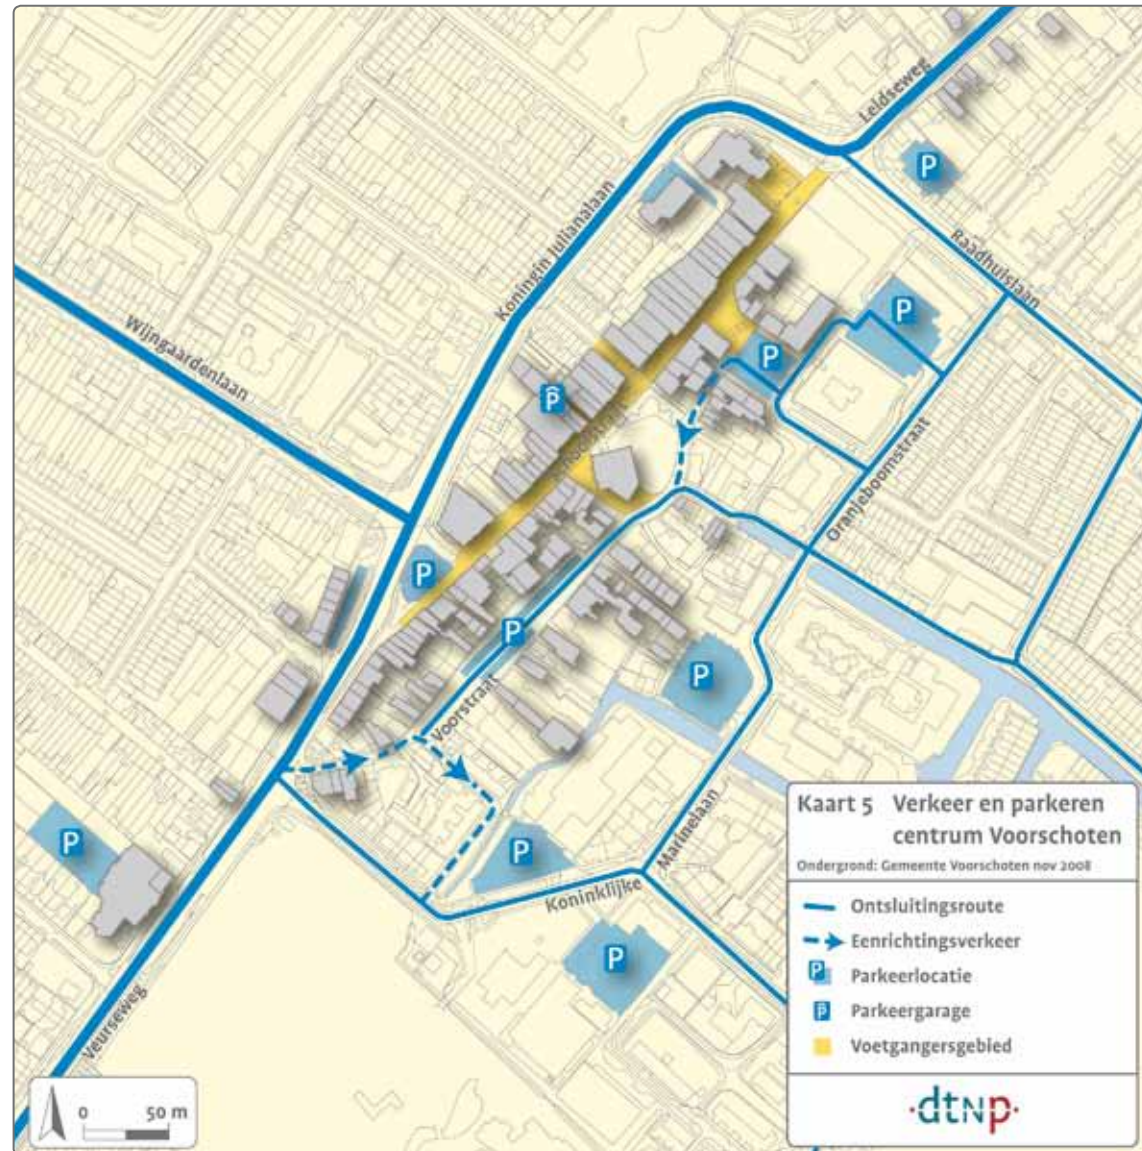 Leidseweg
Koningin Julianalaan
Raadhuislaan
Wijngaardenlaan
Oranjeboomstraat
Voorstraat
Marinelaan
Koninklijke
Veurseweg
P
P
P
P
P
P
P
P
P
P
Kaart 5 Verkeer en parkeren
centrum Voorschoten
Ondergrond: Gemeente Voorschoten nov 2008
Ontsluitingsroute
Eenrichtingsverkeer
P Parkeerlocatie
P Parkeergarage
Voetgangersgebied
dtNp
0 50 m